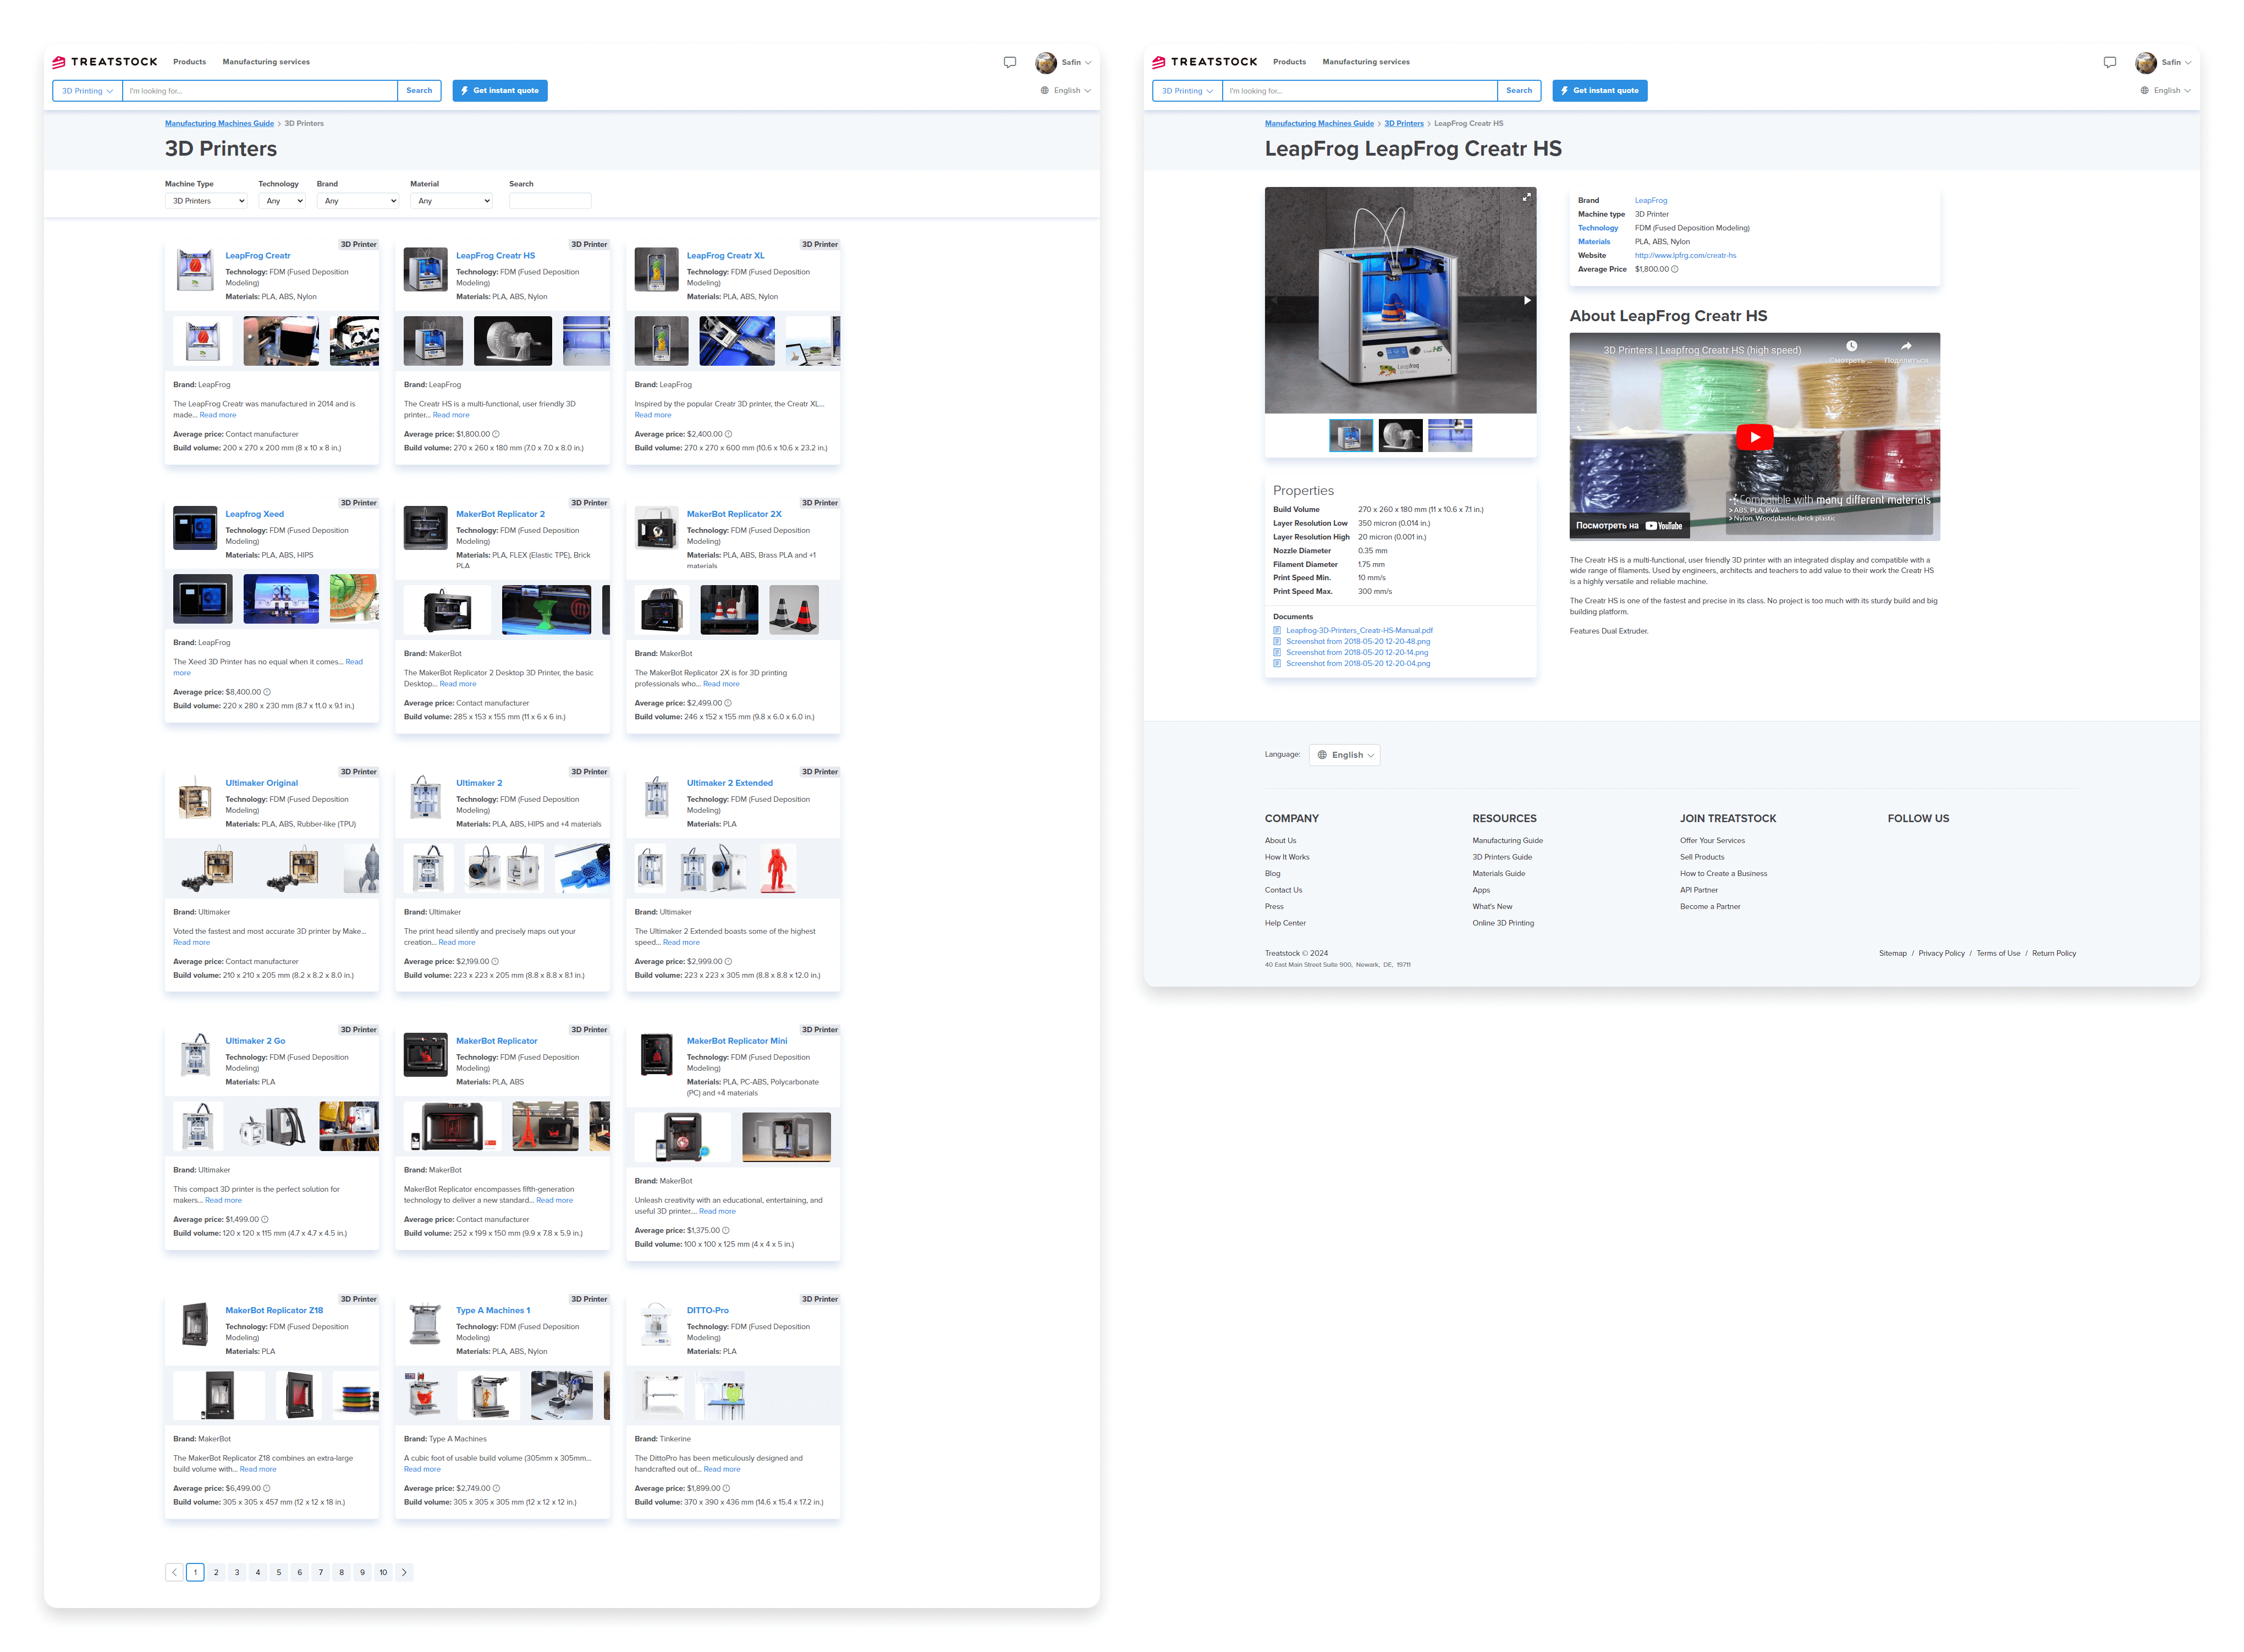 TREATSTOCK Products Manufacturing services Safin
3D Printing I'm looking for... Search Get instant quote English
Manufacturing Machines Guide > 3D Printers
3D Printers
Machine Type Technology Brand Material Search
3D Printers Any Any Any
3D Printer
LeapFrog Creatr
Technology: FDM (Fused Deposition
Modeling)
Materials: PLA, ABS, Nylon
Brand: LeapFrog
The LeapFrog Creatr was manufactured in 2014 and is
made... Read more
Average price: Contact manufacturer
Build volume: 200 x 270 x 200 mm (8 x 10 x 8 in.)
3D Printer
LeapFrog Creatr HS
Technology: FDM (Fused Deposition
Modeling)
Materials: PLA, ABS, Nylon
Brand: LeapFrog
The Creatr HS is a multi-functional, user friendly 3D
printer... Read more
Average price: $1,800.00
Build volume: 270 x 260 x 180 mm (7.0 x 7.0 x 8.0 in.)
3D Printer
LeapFrog Creatr XL
Technology: FDM (Fused Deposition
Modeling)
Materials: PLA, ABS, Nylon
Brand: LeapFrog
Inspired by the popular Creatr 3D printer, the Creatr XL...
Read more
Average price: $2,400.00
Build volume: 270 x 270 x 600 mm (10.6 x 10.6 x 23.2 in.)
3D Printer
Leapfrog Xeed
Technology: FDM (Fused Deposition
Modeling)
Materials: PLA, ABS, HIPS
Brand: LeapFrog
The Xeed 3D Printer has no equal when it comes... Read
more
Average price: $8,400.00
Build volume: 220 x 280 x 230 mm (8.7 x 11.0 x 9.1 in.)
3D Printer
MakerBot Replicator 2
Technology: FDM (Fused Deposition
Modeling)
Materials: PLA, FLEX (Elastic TPE), Brick
PLA
Brand: MakerBot
The MakerBot Replicator 2 Desktop 3D Printer, the basic
Desktop... Read more
Average price: Contact manufacturer
Build volume: 285 x 153 x 155 mm (11 x 6 x 6 in.)
3D Printer
MakerBot Replicator 2X
Technology: FDM (Fused Deposition
Modeling)
Materials: PLA, ABS, Brass PLA and +1
materials
Brand: MakerBot
The MakerBot Replicator 2X is for 3D printing
professionals who... Read more
Average price: $2,499.00
Build volume: 246 x 152 x 155 mm (9.8 x 6.0 x 6.0 in.)
3D Printer
Ultimaker Original
Technology: FDM (Fused Deposition
Modeling)
Materials: PLA, ABS, Rubber-like (TPU)
Brand: Ultimaker
Voted the fastest and most accurate 3D printer by Make...
Read more
Average price: Contact manufacturer
Build volume: 210 x 210 x 205 mm (8.2 x 8.2 x 8.0 in.)
3D Printer
Ultimaker 2
Technology: FDM (Fused Deposition
Modeling)
Materials: PLA, ABS, HIPS and +4 materials
Brand: Ultimaker
The print head silently and precisely maps out your
creation... Read more
Average price: $2,199.00
Build volume: 223 x 223 x 205 mm (8.8 x 8.8 x 8.1 in.)
3D Printer
Ultimaker 2 Extended
Technology: FDM (Fused Deposition
Modeling)
Materials: PLA
Brand: Ultimaker
The Ultimaker 2 Extended boasts some of the highest
speed... Read more
Average price: $2,999.00
Build volume: 223 x 223 x 305 mm (8.8 x 8.8 x 12.0 in.)
3D Printer
Ultimaker 2 Go
Technology: FDM (Fused Deposition
Modeling)
Materials: PLA
Brand: Ultimaker
This compact 3D printer is the perfect solution for
makers... Read more
Average price: $1,499.00
Build volume: 120 x 120 x 115 mm (4.7 x 4.7 x 4.5 in.)
3D Printer
MakerBot Replicator
Technology: FDM (Fused Deposition
Modeling)
Materials: PLA, ABS
Brand: MakerBot
MakerBot Replicator encompasses fifth-generation
technology to deliver a new standard... Read more
Average price: Contact manufacturer
Build volume: 252 x 199 x 150 mm (9.9 x 7.8 x 5.9 in.)
3D Printer
MakerBot Replicator Mini
Technology: FDM (Fused Deposition
Modeling)
Materials: PLA, PC-ABS, Polycarbonate
(PC) and +4 materials
Brand: MakerBot
Unleash creativity with an educational, entertaining, and
useful 3D printer.... Read more
Average price: $1,375.00
Build volume: 100 x 100 x 125 mm (4 x 4 x 5 in.)
3D Printer
MakerBot Replicator Z18
Technology: FDM (Fused Deposition
Modeling)
Materials: PLA
Brand: MakerBot
The MakerBot Replicator Z18 combines an extra-large
build volume with... Read more
Average price: $6,499.00
Build volume: 305 x 305 x 457 mm (12 x 12 x 18 in.)
3D Printer
Type A Machines 1
Technology: FDM (Fused Deposition
Modeling)
Materials: PLA, ABS, Nylon
Brand: Type A Machines
A cubic foot of usable build volume (305mm x 305mm...
Read more
Average price: $2,749.00
Build volume: 305 x 305 x 305 mm (12 x 12 x 12 in.)
3D Printer
DITTO-Pro
Technology: FDM (Fused Deposition
Modeling)
Materials: PLA
Brand: Tinkerine
The DittoPro has been meticulously designed and
handcrafted out of... Read more
Average price: $1,899.00
Build volume: 370 x 390 x 436 mm (14.6 x 15.4 x 17.2 in.)
1 2 3 4 5 6 7 8 9 10
TREATSTOCK Products Manufacturing services Safin
3D Printing I'm looking for... Search Get instant quote English
Manufacturing Machines Guide > 3D Printers > LeapFrog Creatr HS
LeapFrog LeapFrog Creatr HS
Leapfrog
HS
Properties
Build Volume 270 x 260 x 180 mm (11 x 10.6 x 7.1 in.)
Layer Resolution Low 350 micron (0.014 in.)
Layer Resolution High 20 micron (0.001 in.)
Nozzle Diameter 0.35 mm
Filament Diameter 1.75 mm
Print Speed Min. 10 mm/s
Print Speed Max. 300 mm/s
Documents
Leapfrog-3D-Printers_Creatr-HS-Manual.pdf
Screenshot from 2018-05-20 12-20-48.png
Screenshot from 2018-05-20 12-20-14.png
Screenshot from 2018-05-20 12-20-04.png
Brand LeapFrog
Machine type 3D Printer
Technology FDM (Fused Deposition Modeling)
Materials PLA, ABS, Nylon
Website http://www.lpfrg.com/creatr-hs
Average Price $1,800.00
About LeapFrog Creatr HS
3D Printers | Leapfrog Creatr HS (high speed)
Смотреть ... Поделиться
Compatible with many different materials
> ABS, PLA, PVA
> Nylon, Woodplastic, Brick plastic
Посмотреть на YouTube
The Creatr HS is a multi-functional, user friendly 3D printer with an integrated display and compatible with a
wide range of filaments. Used by engineers, architects and teachers to add value to their work the Creatr HS
is a highly versatile and reliable machine.
The Creatr HS is one of the fastest and precise in its class. No project is too much with its sturdy build and big
building platform.
Features Dual Extruder.
Language: English
COMPANY
About Us
How It Works
Blog
Contact Us
Press
Help Center
RESOURCES
Manufacturing Guide
3D Printers Guide
Materials Guide
Apps
What's New
Online 3D Printing
JOIN TREATSTOCK
Offer Your Services
Sell Products
How to Create a Business
API Partner
Become a Partner
FOLLOW US
Treatstock © 2024
40 East Main Street Suite 900, Newark, DE, 19711
Sitemap / Privacy Policy / Terms of Use / Return Policy